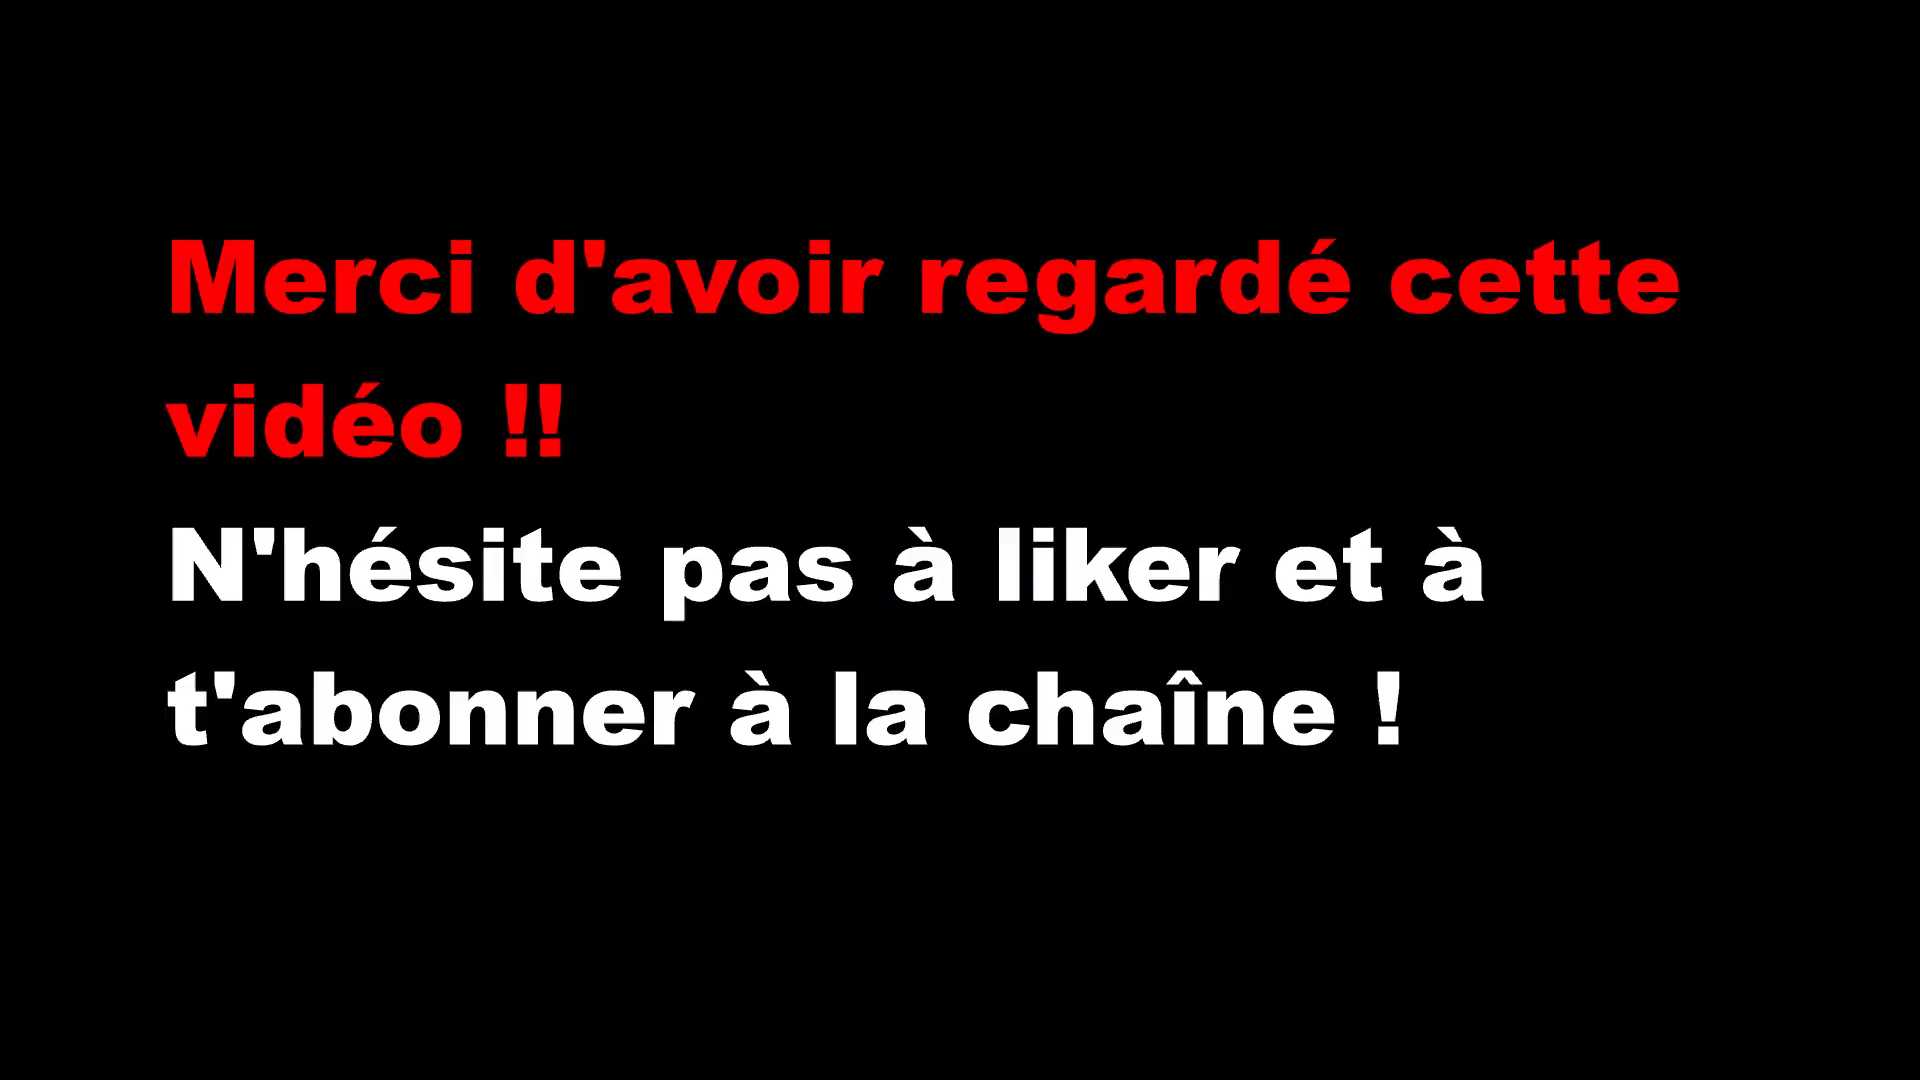 Merci d'avoir regardé cette
vidéo !!
N'hésite pas à liker et à
t'abonner à la chaîne !